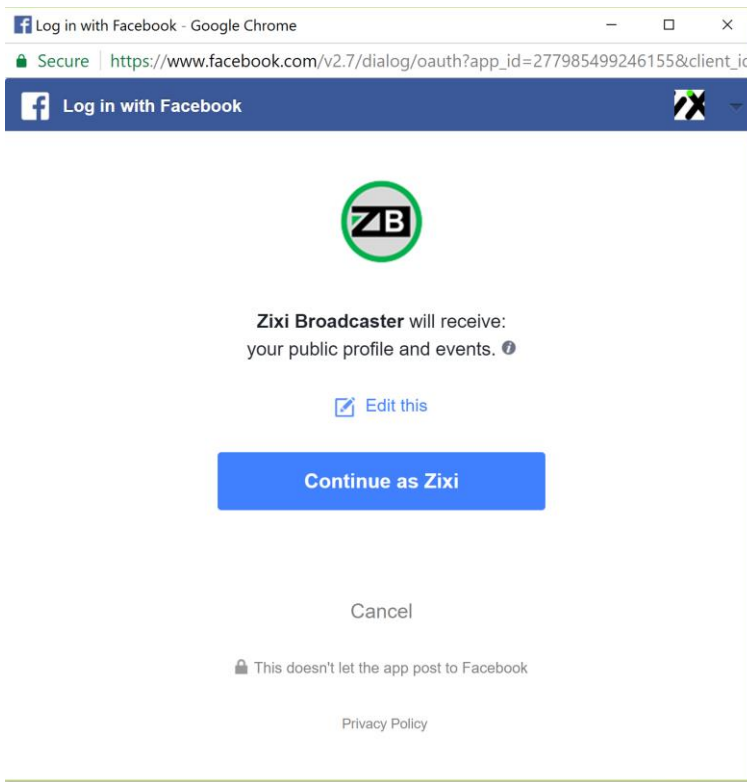 Log in with Facebook - Google Chrome
Secure | https://www.facebook.com/v2.7/dialog/oauth?app_id=277985499246155&client_id
Log in with Facebook
ZB
Zixi Broadcaster will receive:
your public profile and events.
Edit this
Continue as Zixi
Cancel
This doesn't let the app post to Facebook
Privacy Policy